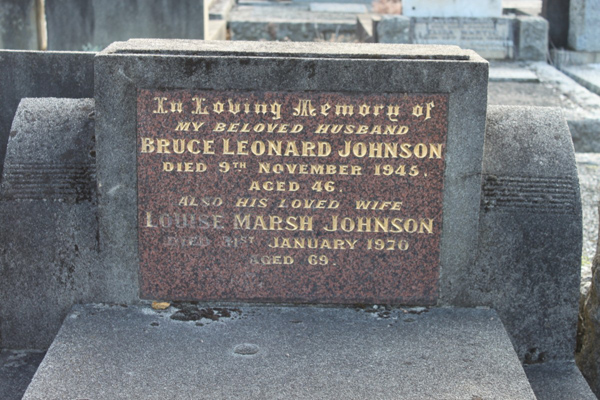 In Loving Memory of
MY BELOVED HUSBAND
BRUCE LEONARD JOHNSON
DIED 9TH NOVEMBER 1945.
AGED 46.
ALSO HIS LOVED WIFE
LOUISE MARSH JOHNSON
DIED 31ST JANUARY 1970
AGED 69.